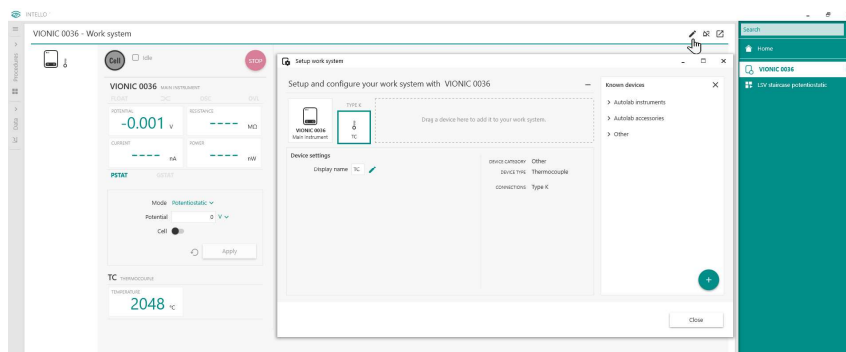 INTELLO
VIONIC 0036 - Work system
Search
Home
VIONIC 0036
LSV staircase potentiostatic
Procedures
Data
Cell
Idle
STOP
VIONIC 0036 MAIN INSTRUMENT
POTENTIAL
-0.001 V
RESISTANCE
---- MΩ
CURRENT
---- nA
POWER
---- nW
PSTAT
GSTAT
Mode Potentiostatic
Potential 0 V
Cell
Apply
TC THERMOCOUPLE
TEMPERATURE
2048 °C
Setup work system
Setup and configure your work system with VIONIC 0036
TYPE K
VIONIC 0036
Main Instrument
TC
Drag a device here to add it to your work system.
Device settings
Display name TC
DEVICE CATEGORY Other
DEVICE TYPE Thermocouple
CONNECTIONS Type K
Known devices
Autolab instruments
Autolab accessories
Other
Close